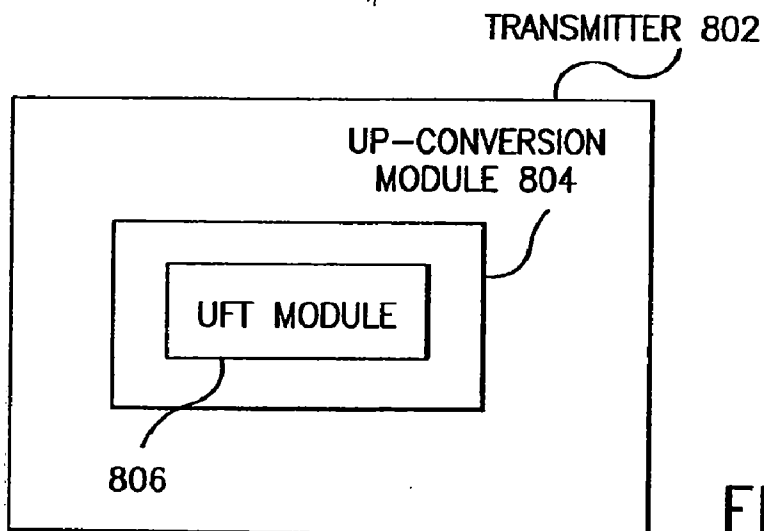 TRANSMITTER 802
UP-CONVERSION
MODULE 804
UFT MODULE
806